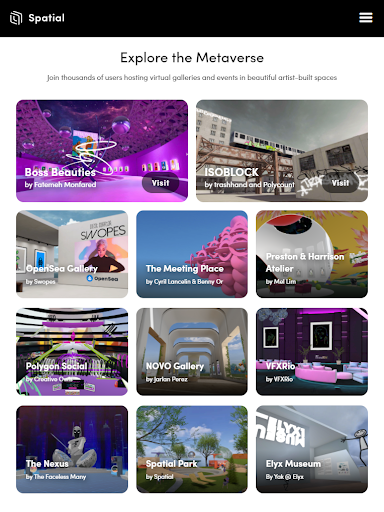 Spatial
Explore the Metaverse
Join thousands of users hosting virtual galleries and events in beautiful artist-built spaces
Boss Beauties
by Fatemeh Monfared
Visit
ISOBLOCK
by trashhand and Polycount
Visit
SWOPES
OpenSea
OpenSea Gallery
by Swopes
The Meeting Place
by Cyril Lancelin & Benny Or
Preston & Harrison
Atelier
by Mel Lim
Polygon Social
by Creative Owls
NOVO Gallery
by jarlan Perez
VFXRio
by VFXRio
The Nexus
by The Faceless Many
Spatial Park
by Spatial
ELYX
Elyx Museum
By Yak @ Elyx